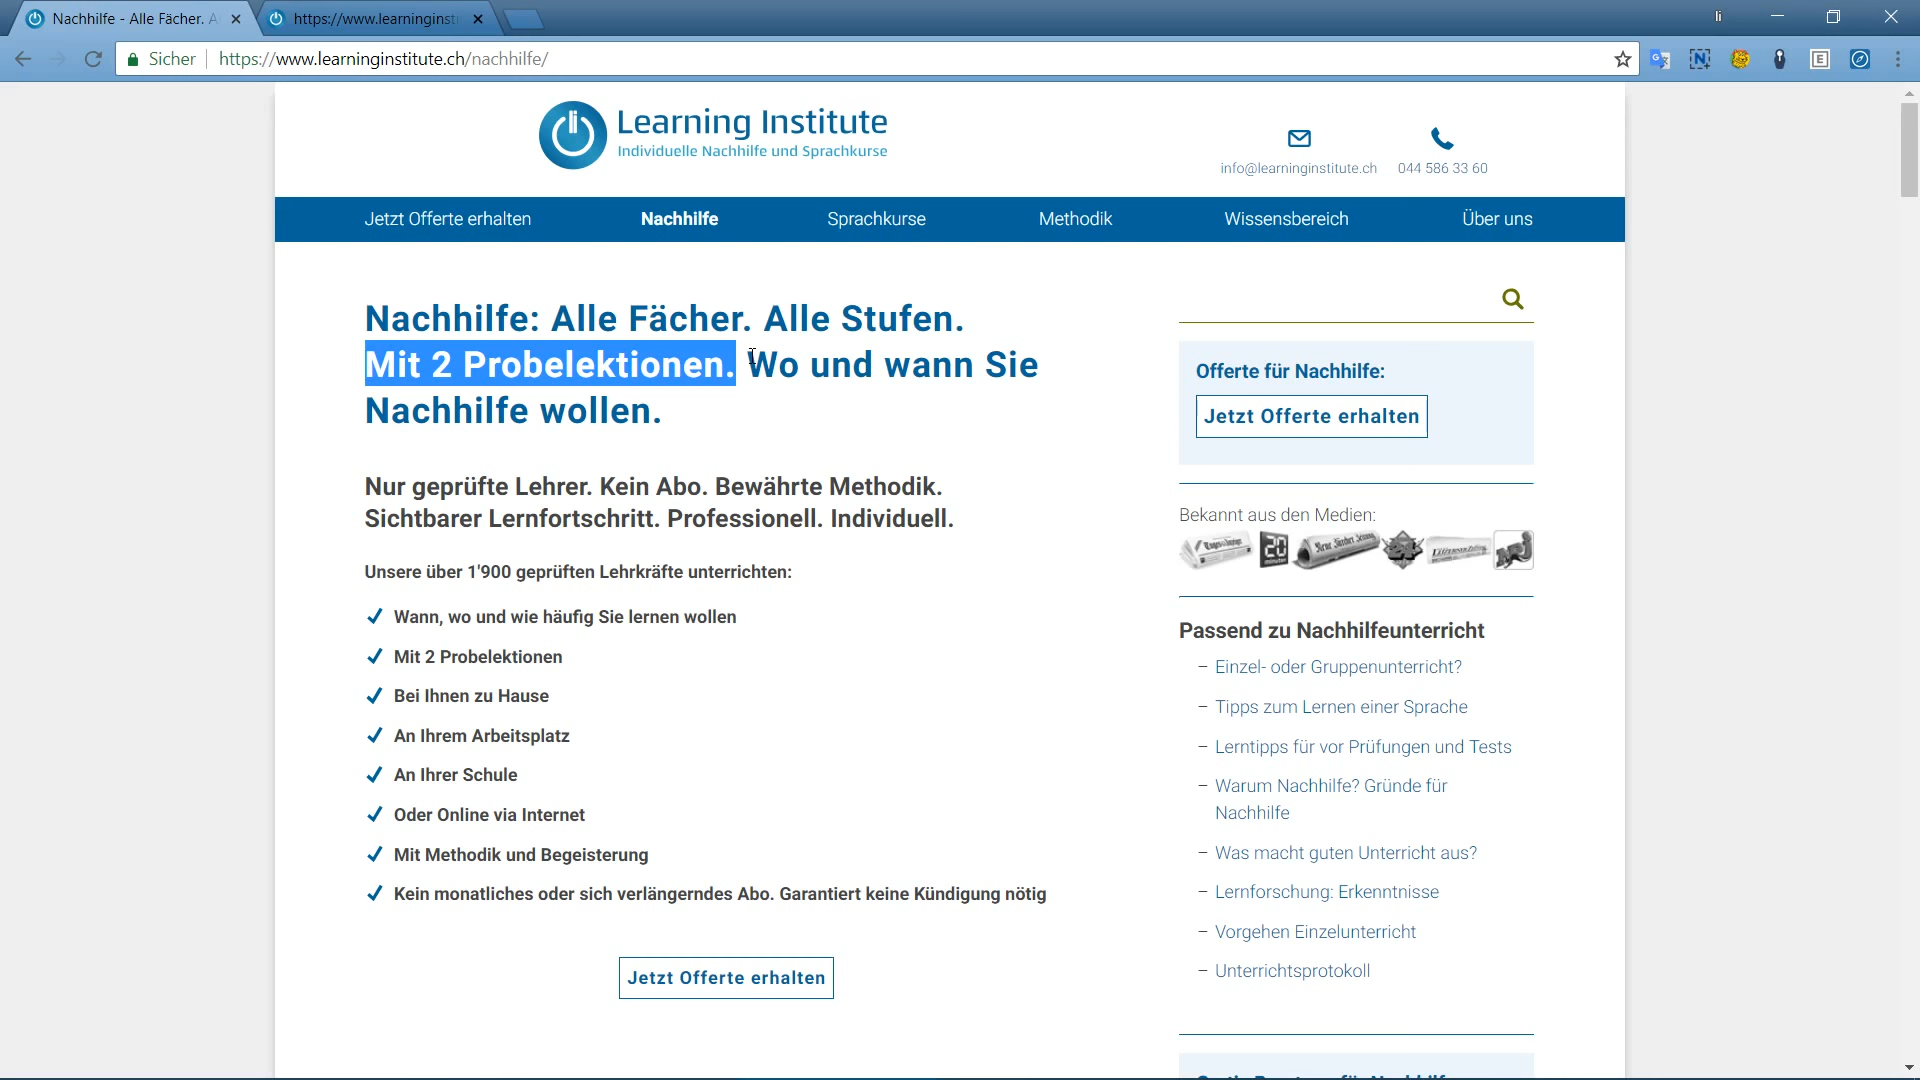 Nachhilfe - Alle Fächer. A
https://www.learninginsti
li
Sicher
https://www.learninginstitute.ch/nachhilfe/
Learning Institute
Individuelle Nachhilfe und Sprachkurse
info@learninginstitute.ch
044 586 33 60
Jetzt Offerte erhalten
Nachhilfe
Sprachkurse
Methodik
Wissensbereich
Über uns
Nachhilfe: Alle Fächer. Alle Stufen.
Mit 2 Probelektionen. Wo und wann Sie
Nachhilfe wollen.
Nur geprüfte Lehrer. Kein Abo. Bewährte Methodik.
Sichtbarer Lernfortschritt. Professionell. Individuell.
Unsere über 1'900 geprüften Lehrkräfte unterrichten:
Wann, wo und wie häufig Sie lernen wollen
Mit 2 Probelektionen
Bei Ihnen zu Hause
An Ihrem Arbeitsplatz
An Ihrer Schule
Oder Online via Internet
Mit Methodik und Begeisterung
Kein monatliches oder sich verlängerndes Abo. Garantiert keine Kündigung nötig
Jetzt Offerte erhalten
Offerte für Nachhilfe:
Jetzt Offerte erhalten
Bekannt aus den Medien:
20
minuten
Passend zu Nachhilfeunterricht
– Einzel- oder Gruppenunterricht?
– Tipps zum Lernen einer Sprache
– Lerntipps für vor Prüfungen und Tests
– Warum Nachhilfe? Gründe für
Nachhilfe
– Was macht guten Unterricht aus?
– Lernforschung: Erkenntnisse
– Vorgehen Einzelunterricht
– Unterrichtsprotokoll